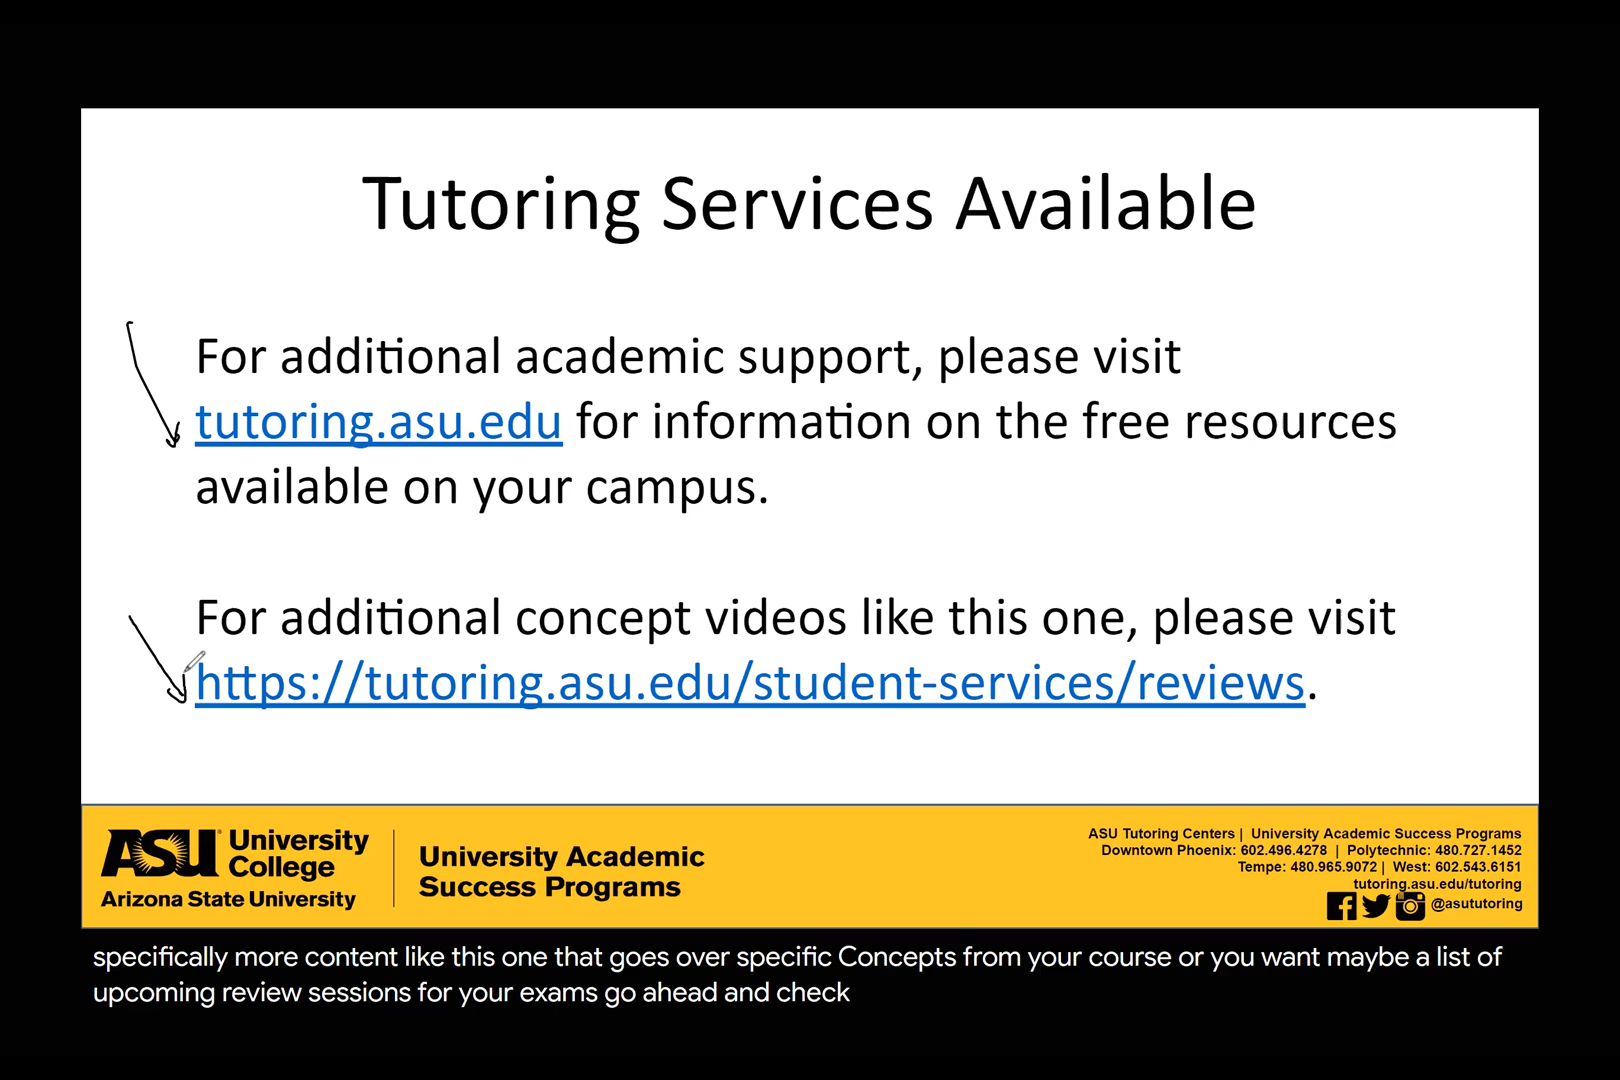 Tutoring Services Available
For additional academic support, please visit
tutoring.asu.edu for information on the free resources
available on your campus.
For additional concept videos like this one, please visit
https://tutoring.asu.edu/student-services/reviews.
ASU University
College
Arizona State University
University Academic
Success Programs
ASU Tutoring Centers | University Academic Success Programs
Downtown Phoenix: 602.496.4278 | Polytechnic: 480.727.1452
Tempe: 480.965.9072 | West: 602.543.6151
tutoring.asu.edu/tutoring
@asututoring
specifically more content like this one that goes over specific Concepts from your course or you want maybe a list of
upcoming review sessions for your exams go ahead and check